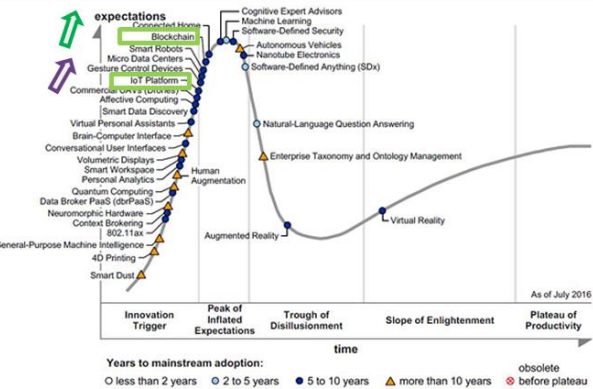 expectations
Cognitive Expert Advisors
Connected Home
Machine Learning
Blockchain
Software-Defined Security
Smart Robots
Autonomous Vehicles
Micro Data Centers
Nanotube Electronics
Gesture Control Devices
Software-Defined Anything (SDx)
IoT Platform
Commercial UAVs (Drones)
Affective Computing
Smart Data Discovery
Virtual Personal Assistants
Natural-Language Question Answering
Brain-Computer Interface
Conversational User Interfaces
Volumetric Displays
Enterprise Taxonomy and Ontology Management
Smart Workspace
Personal Analytics
Human
Augmentation
Quantum Computing
Data Broker PaaS (dbrPaaS)
Neuromorphic Hardware
Context Brokering
Virtual Reality
802.11ax
Augmented Reality
General-Purpose Machine Intelligence
4D Printing
Smart Dust
As of July 2016
Innovation
Trigger
Peak of
Inflated
Expectations
Trough of
Disillusionment
Slope of Enlightenment
Plateau of
Productivity
time
Years to mainstream adoption:
less than 2 years
2 to 5 years
5 to 10 years
more than 10 years
obsolete
before plateau